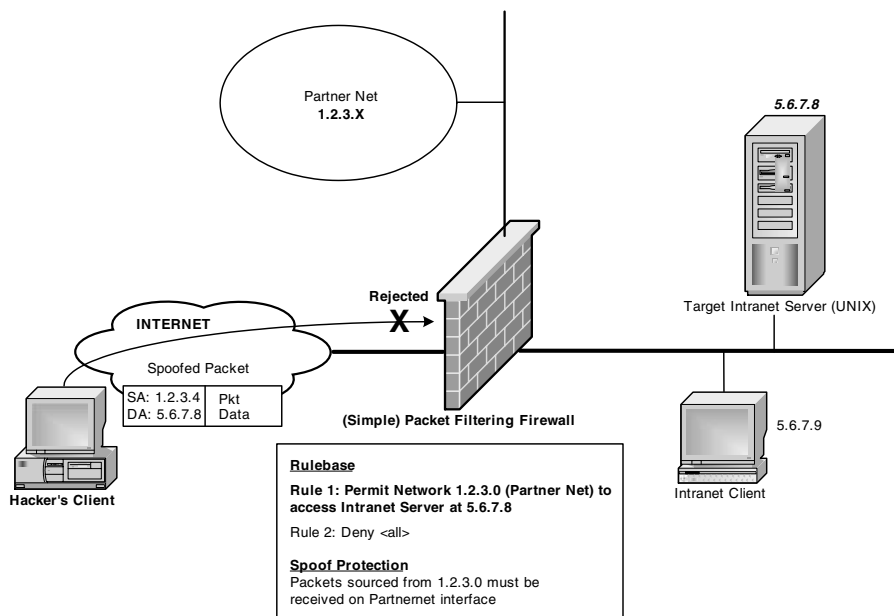 Partner Net
1.2.3.X
5.6.7.8
Target Intranet Server (UNIX)
Rejected
X
INTERNET
Spoofed Packet
SA: 1.2.3.4
DA: 5.6.7.8
Pkt
Data
(Simple) Packet Filtering Firewall
Hacker's Client
5.6.7.9
Intranet Client
Rulebase
Rule 1: Permit Network 1.2.3.0 (Partner Net) to
access Intranet Server at 5.6.7.8
Rule 2: Deny <all>
Spoof Protection
Packets sourced from 1.2.3.0 must be
received on Partnernet interface